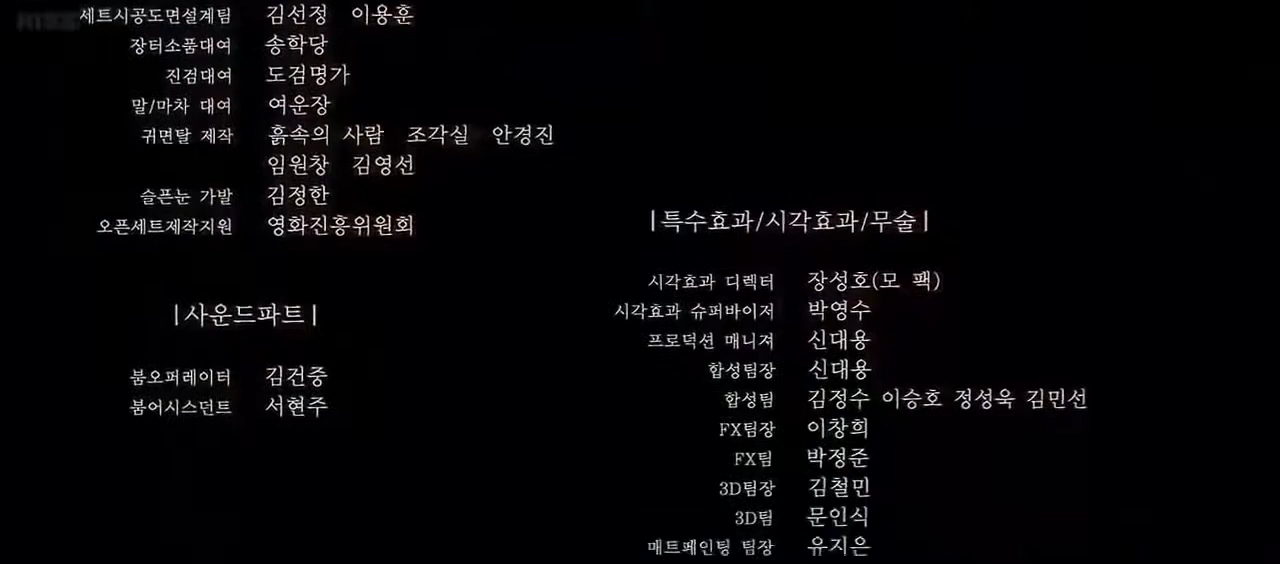 세트시공도면설계팀 김선정 이용훈
장터소품대여 송학당
진검대여 도검명가
말/마차 대여 여운장
귀면탈 제작 흙속의 사람 조각실 안경진
임원창 김영선
슬픈눈 가발 김정한
오픈세트제작지원 영화진흥위원회
|사운드파트|
붐오퍼레이터 김건중
붐어시스던트 서현주
|특수효과/시각효과/무술|
시각효과 디렉터 장성호(모 팩)
시각효과 슈퍼바이저 박영수
프로덕션 매니져 신대용
합성팀장 신대용
합성팀 김정수 이승호 정성욱 김민선
FX팀장 이창희
FX팀 박정준
3D팀장 김철민
3D팀 문인식
매트페인팅 팀장 유지은